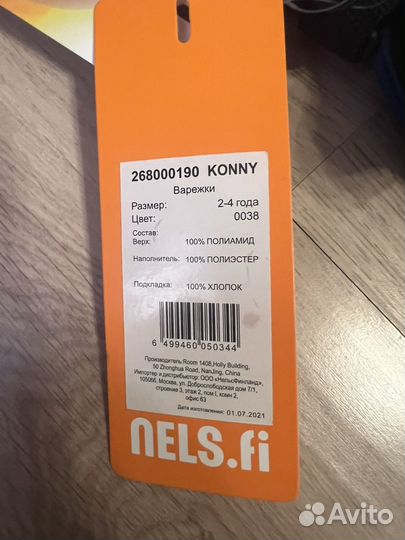 268000190 KONNY
Варежки
Размер: 2-4 года
Цвет: 0038
Состав:
Верх: 100% ПОЛИАМИД
Наполнитель: 100% ПОЛИЭСТЕР
Подкладка: 100% ХЛОПОК
6 499460 050344
Производитель:Room 1408,Holly Building,
50 Zhonghua Road, NanJing, China
Импортер и дистрибьютор: ООО «НельсФинланд»,
105066, Москва, ул. Доброслободская дом 7/1,
строение 3, этаж 2, пом I, комн 2,
офис 63
Дата изготовления: 01.07.2021
NELS.fi
Avito